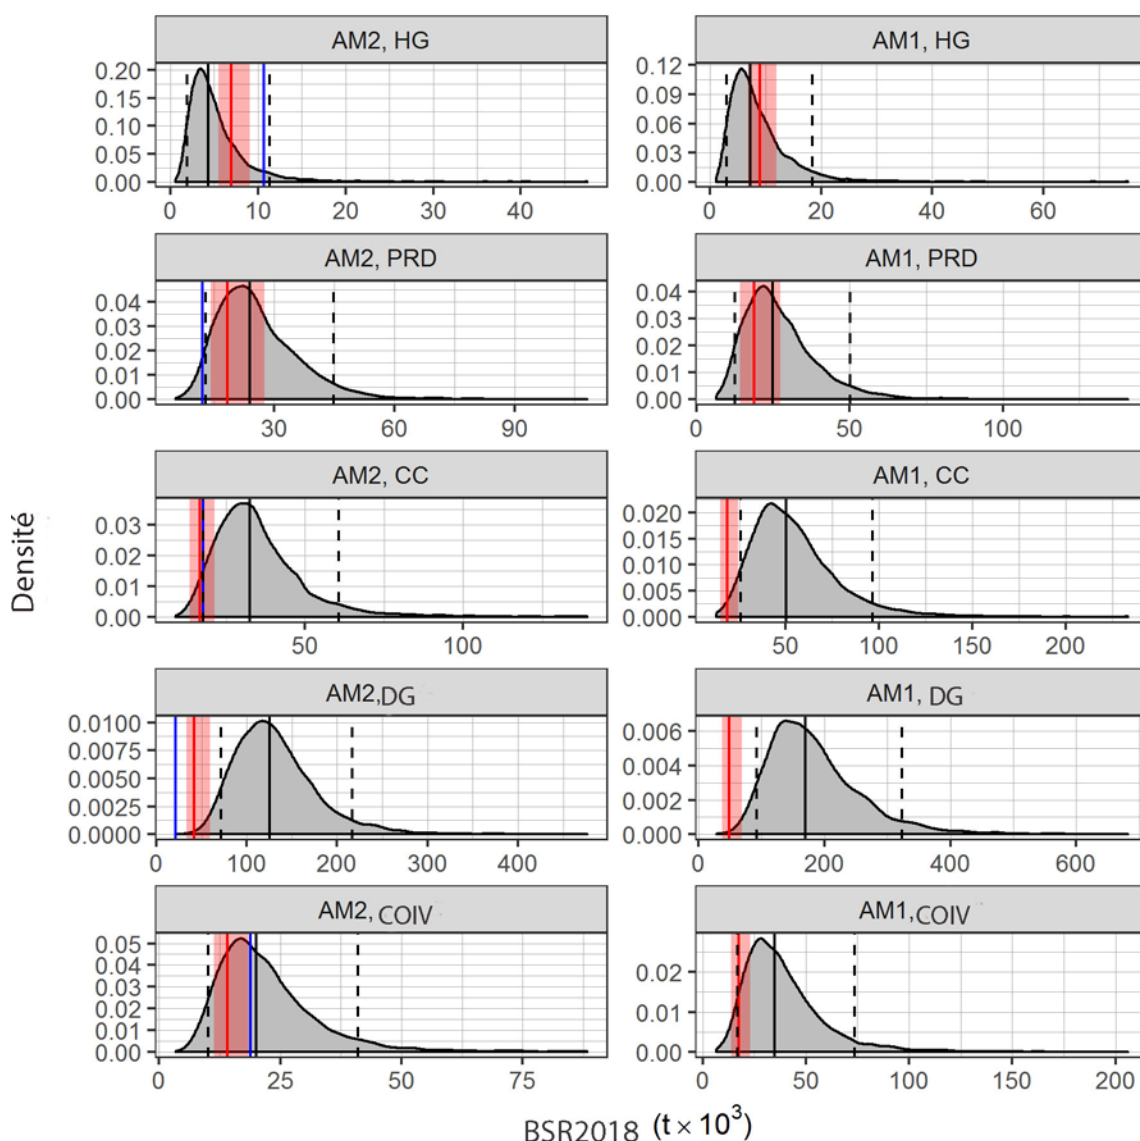 AM2, HG
AM1, HG
0.20
0.15
0.10
0.05
0.00
0 10 20 30 40
0.12
0.09
0.06
0.03
0.00
0 20 40 60
AM2, PRD
AM1, PRD
0.04
0.03
0.02
0.01
0.00
30 60 90
0.04
0.03
0.02
0.01
0.00
0 50 100
AM2, CC
AM1, CC
0.03
0.02
0.01
0.00
50 100
0.020
0.015
0.010
0.005
0.000
50 100 150 200
Densité
AM2,DG
AM1, DG
0.0100
0.0075
0.0050
0.0025
0.0000
0 100 200 300 400
0.006
0.004
0.002
0.000
0 200 400 600
AM2, COIV
AM1,COIV
0.05
0.04
0.03
0.02
0.01
0.00
0 25 50 75
0.02
0.01
0.00
0 50 100 150 200
BSR2018 (t × 10³)